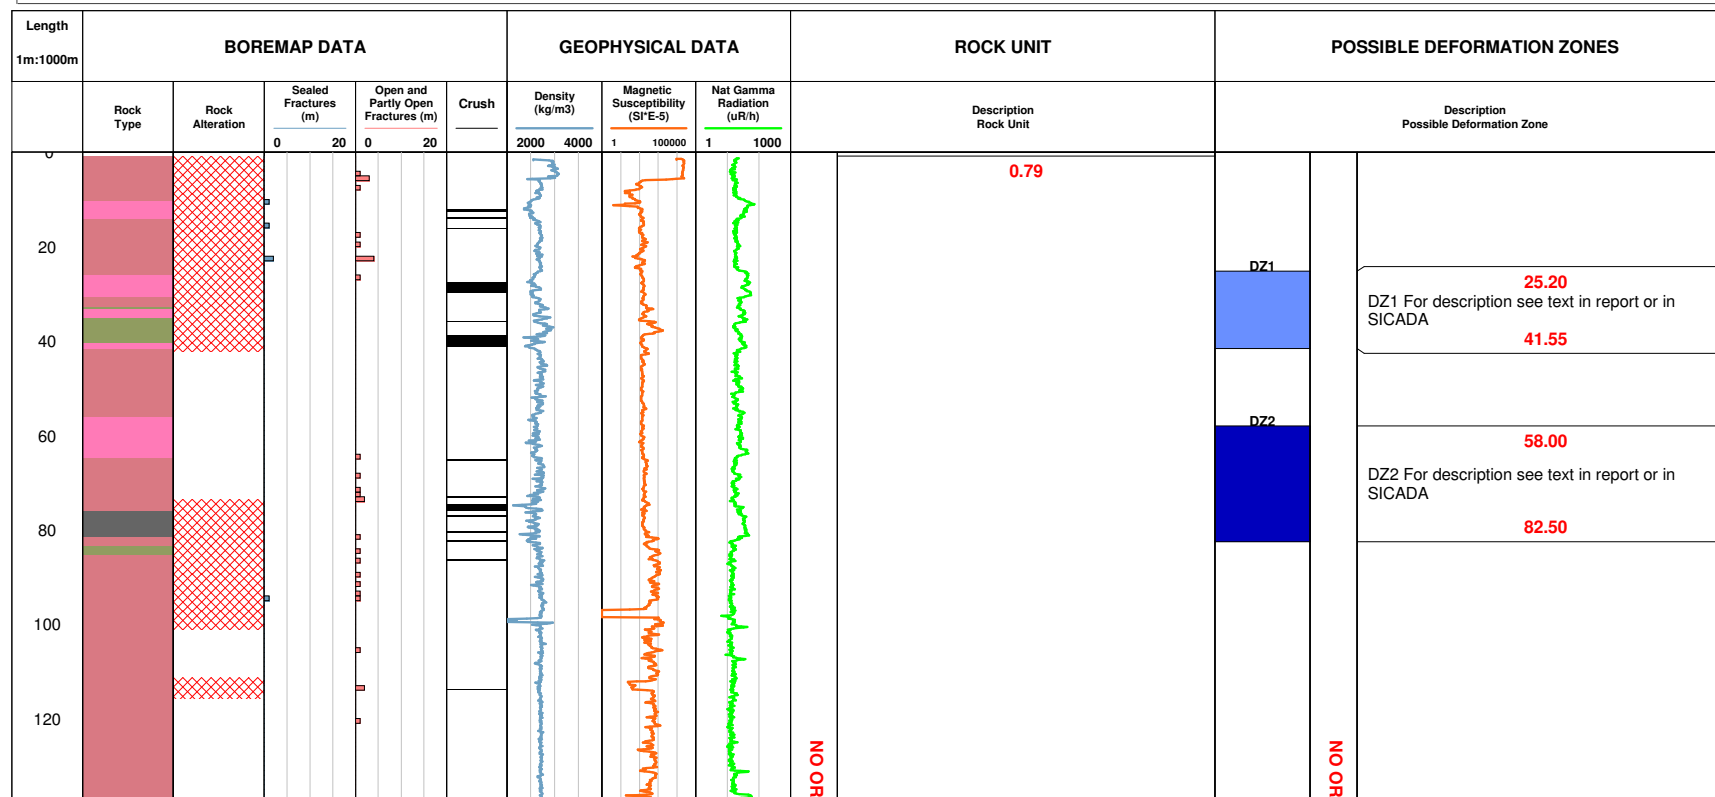 Length
1m:1000m
BOREMAP DATA
GEOPHYSICAL DATA
ROCK UNIT
POSSIBLE DEFORMATION ZONES
Rock
Type
Rock
Alteration
Sealed
Fractures
(m)
0 20
Open and
Partly Open
Fractures (m)
0 20
Crush
Density
(kg/m3)
2000 4000
Magnetic
Susceptibility
(SI*E-5)
1 100000
Nat Gamma
Radiation
(uR/h)
1 1000
Description
Rock Unit
Description
Possible Deformation Zone
0
20
40
60
80
100
120
0.79
NO OR
DZ1
DZ2
NO OR
25.20
DZ1 For description see text in report or in
SICADA
41.55
58.00
DZ2 For description see text in report or in
SICADA
82.50